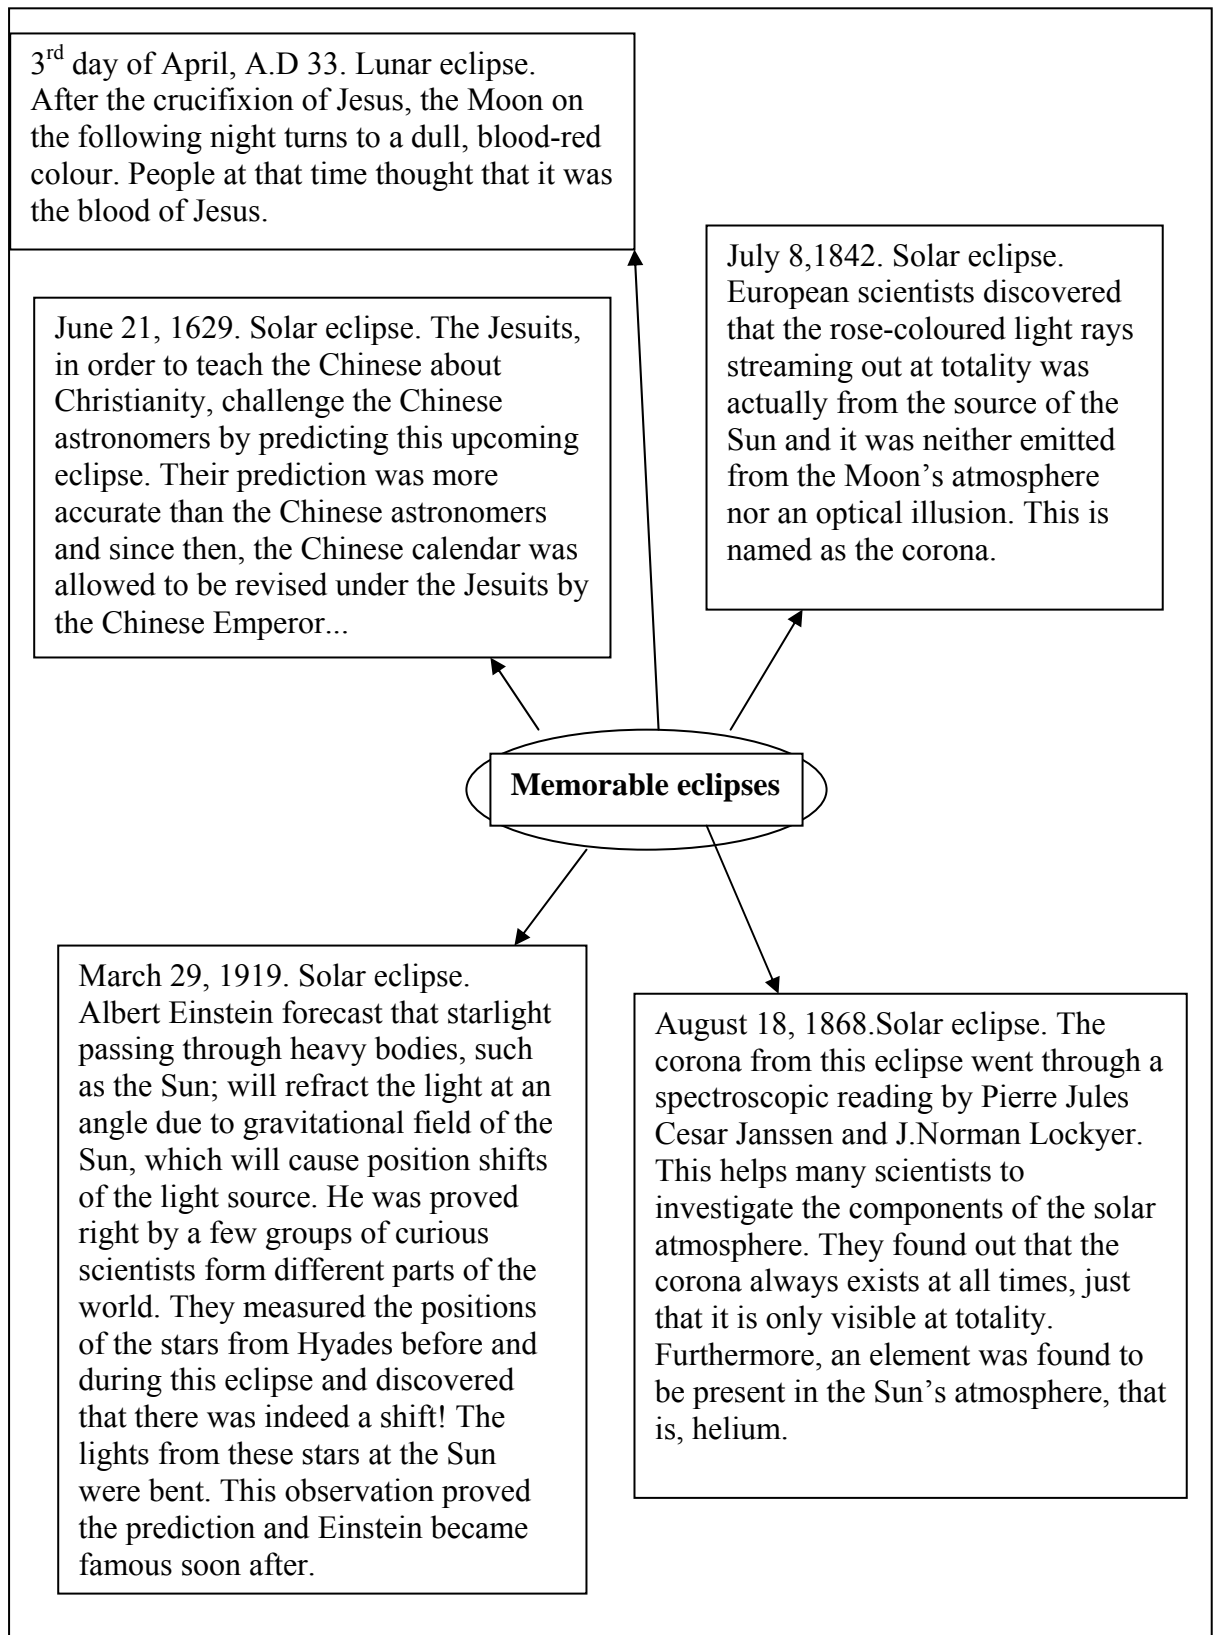 3rd day of April, A.D 33. Lunar eclipse.
After the crucifixion of Jesus, the Moon on
the following night turns to a dull, blood-red
colour. People at that time thought that it was
the blood of Jesus.
July 8,1842. Solar eclipse.
European scientists discovered
that the rose-coloured light rays
streaming out at totality was
actually from the source of the
Sun and it was neither emitted
from the Moon’s atmosphere
nor an optical illusion. This is
named as the corona.
June 21, 1629. Solar eclipse. The Jesuits,
in order to teach the Chinese about
Christianity, challenge the Chinese
astronomers by predicting this upcoming
eclipse. Their prediction was more
accurate than the Chinese astronomers
and since then, the Chinese calendar was
allowed to be revised under the Jesuits by
the Chinese Emperor...
Memorable eclipses
March 29, 1919. Solar eclipse.
Albert Einstein forecast that starlight
passing through heavy bodies, such
as the Sun; will refract the light at an
angle due to gravitational field of the
Sun, which will cause position shifts
of the light source. He was proved
right by a few groups of curious
scientists form different parts of the
world. They measured the positions
of the stars from Hyades before and
during this eclipse and discovered
that there was indeed a shift! The
lights from these stars at the Sun
were bent. This observation proved
the prediction and Einstein became
famous soon after.
August 18, 1868.Solar eclipse. The
corona from this eclipse went through a
spectroscopic reading by Pierre Jules
Cesar Janssen and J.Norman Lockyer.
This helps many scientists to
investigate the components of the solar
atmosphere. They found out that the
corona always exists at all times, just
that it is only visible at totality.
Furthermore, an element was found to
be present in the Sun’s atmosphere, that
is, helium.